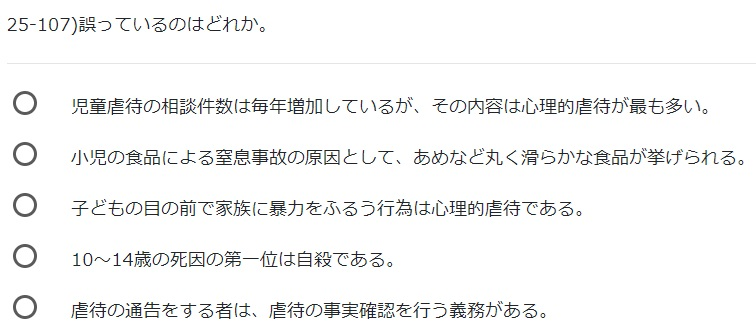 25-107)誤っているのはどれか。
児童虐待の相談件数は毎年増加しているが、その内容は心理的虐待が最も多い。
小児の食品による窒息事故の原因として、あめなど丸く滑らかな食品が挙げられる。
子どもの目の前で家族に暴力をふるう行為は心理的虐待である。
10～14歳の死因の第一位は自殺である。
虐待の通告をする者は、虐待の事実確認を行う義務がある。